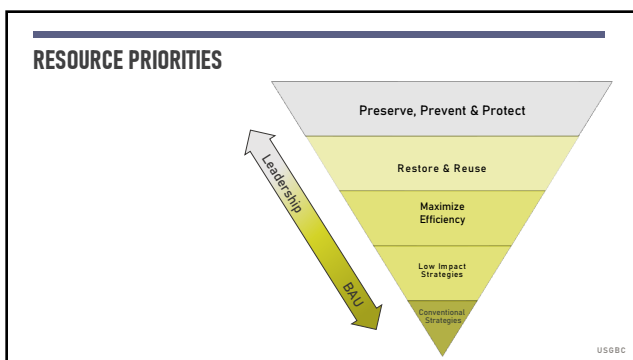 RESOURCE PRIORITIES
Preserve, Prevent & Protect
Restore & Reuse
Maximize
Efficiency
Low Impact
Strategies
Conventional
Strategies
Leadership
BAU
USGBC